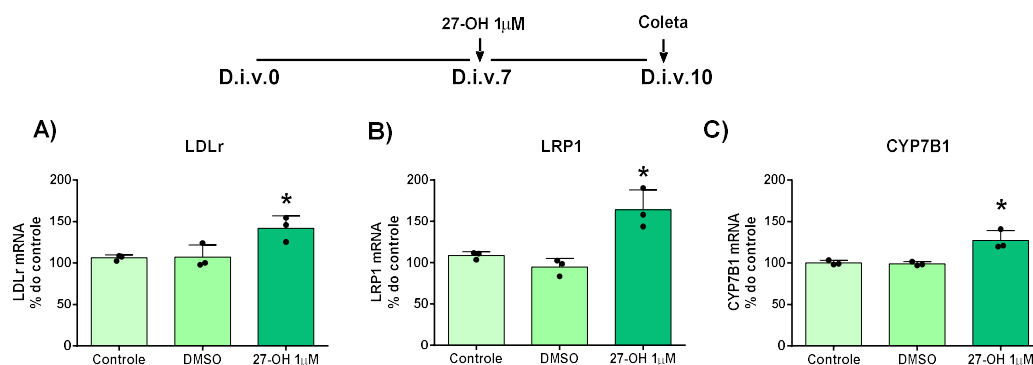 27-OH 1µM
Coleta
D.i.v.0
D.i.v.7
D.i.v.10
A)
LDLr
LDLr mRNA
% do controle
200
150
100
50
0
*
Controle
DMSO
27-OH 1µM
B)
LRP1
LRP1 mRNA
% do controle
200
150
100
50
0
*
Controle
DMSO
27-OH 1µM
C)
CYP7B1
CYP7B1 mRNA
% do controle
200
150
100
50
0
*
Controle
DMSO
27-OH 1µM